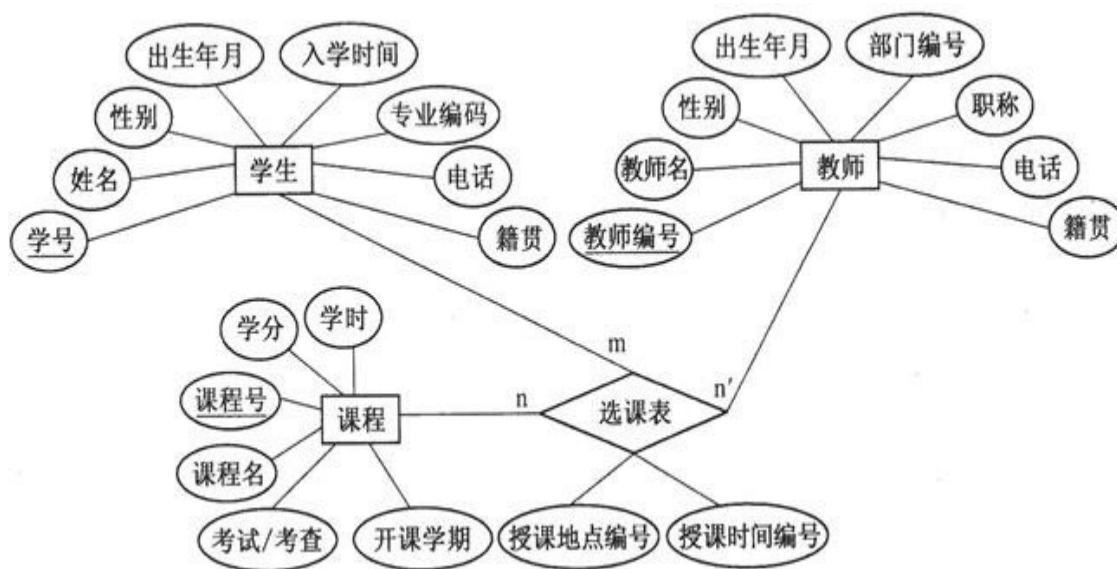 出生年月
入学时间
性别
专业编码
姓名
学生
电话
学号
籍贯
出生年月
部门编号
性别
职称
教师名
教师
电话
教师编号
籍贯
学分
学时
课程号
课程
课程名
考试/考查
开课学期
m
n
n'
选课表
授课地点编号
授课时间编号